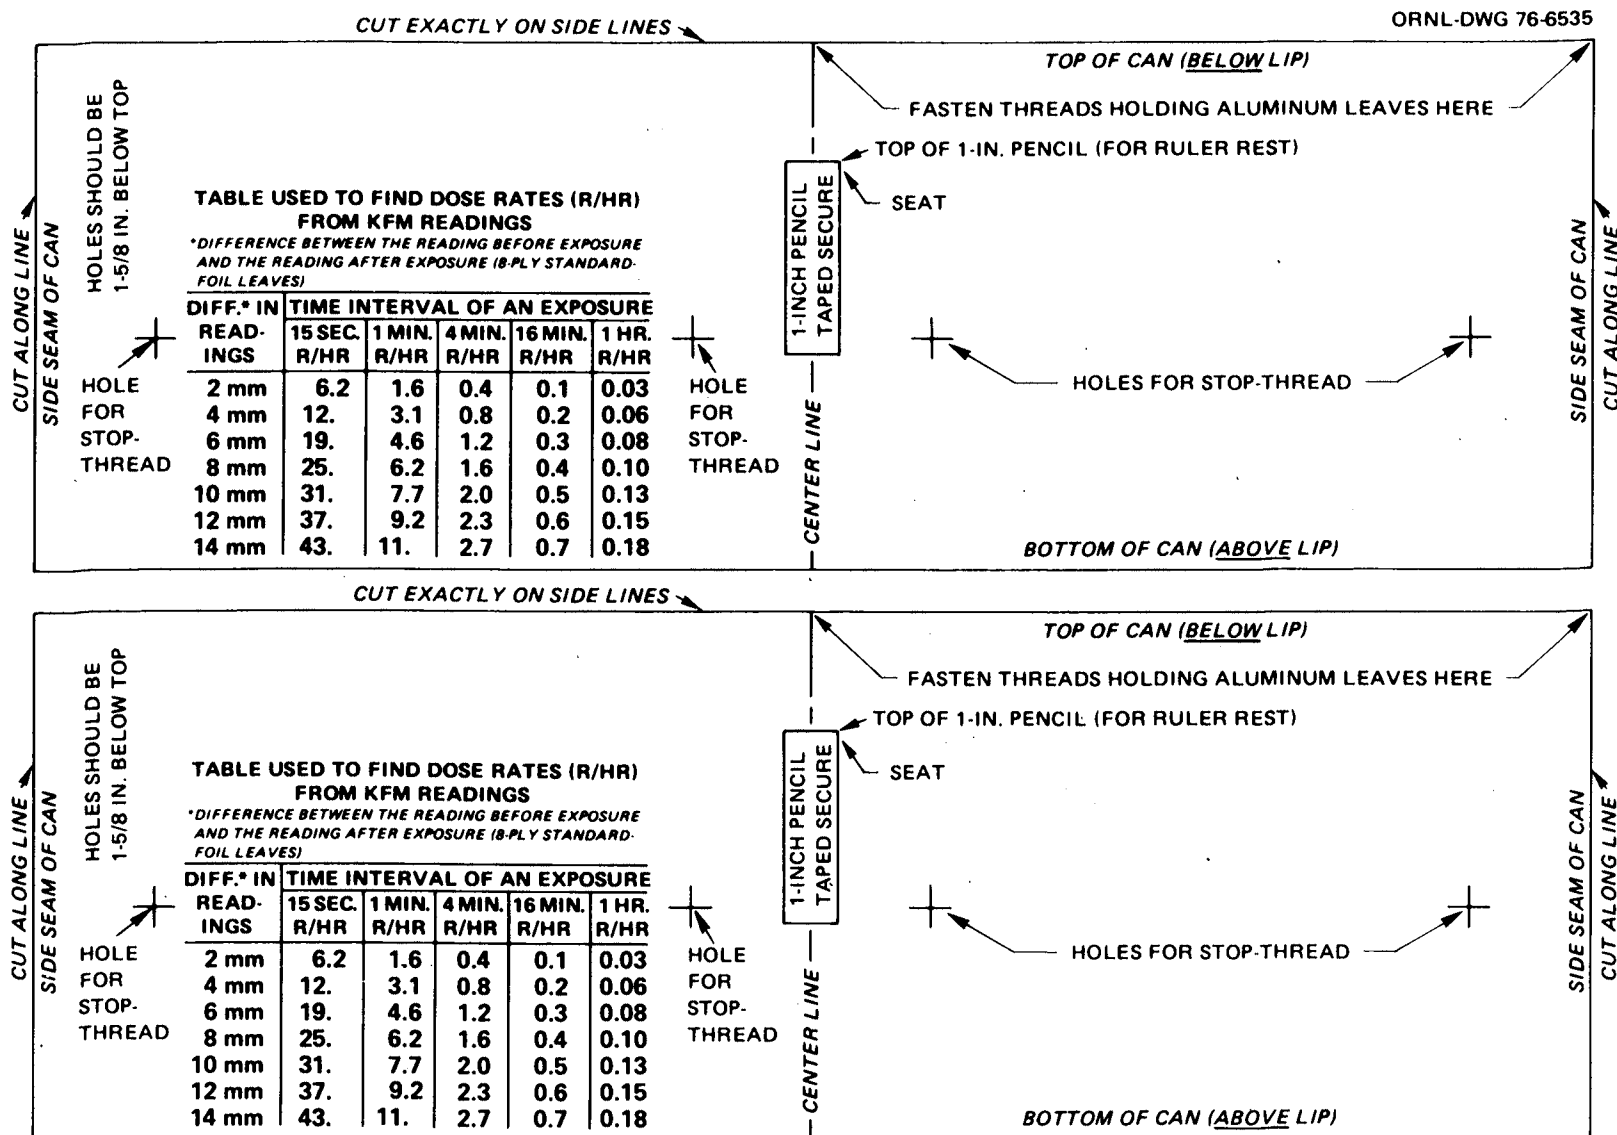 ORNL-DWG 76-6535
CUT EXACTLY ON SIDE LINES
TOP OF CAN (BELOW LIP)
FASTEN THREADS HOLDING ALUMINUM LEAVES HERE
TOP OF 1-IN. PENCIL (FOR RULER REST)
SEAT
1-INCH PENCIL
TAPED SECURE
CUT ALONG LINE
SIDE SEAM OF CAN
HOLES SHOULD BE
1-5/8 IN. BELOW TOP
TABLE USED TO FIND DOSE RATES (R/HR)
FROM KFM READINGS
*DIFFERENCE BETWEEN THE READING BEFORE EXPOSURE
AND THE READING AFTER EXPOSURE (8-PLY STANDARD-
FOIL LEAVES)
DIFF.* IN TIME INTERVAL OF AN EXPOSURE
READ- 15 SEC. 1 MIN. 4 MIN. 16 MIN. 1 HR.
INGS R/HR R/HR R/HR R/HR R/HR
2 mm 6.2 1.6 0.4 0.1 0.03
4 mm 12. 3.1 0.8 0.2 0.06
6 mm 19. 4.6 1.2 0.3 0.08
8 mm 25. 6.2 1.6 0.4 0.10
10 mm 31. 7.7 2.0 0.5 0.13
12 mm 37. 9.2 2.3 0.6 0.15
14 mm 43. 11. 2.7 0.7 0.18
HOLE
FOR
STOP-
THREAD
HOLE
FOR
STOP-
THREAD
CENTER LINE
HOLES FOR STOP-THREAD
SIDE SEAM OF CAN
CUT ALONG LINE
BOTTOM OF CAN (ABOVE LIP)
CUT EXACTLY ON SIDE LINES
TOP OF CAN (BELOW LIP)
FASTEN THREADS HOLDING ALUMINUM LEAVES HERE
TOP OF 1-IN. PENCIL (FOR RULER REST)
SEAT
1-INCH PENCIL
TAPED SECURE
CUT ALONG LINE
SIDE SEAM OF CAN
HOLES SHOULD BE
1-5/8 IN. BELOW TOP
TABLE USED TO FIND DOSE RATES (R/HR)
FROM KFM READINGS
*DIFFERENCE BETWEEN THE READING BEFORE EXPOSURE
AND THE READING AFTER EXPOSURE (8-PLY STANDARD-
FOIL LEAVES)
DIFF.* IN TIME INTERVAL OF AN EXPOSURE
READ- 15 SEC. 1 MIN. 4 MIN. 16 MIN. 1 HR.
INGS R/HR R/HR R/HR R/HR R/HR
2 mm 6.2 1.6 0.4 0.1 0.03
4 mm 12. 3.1 0.8 0.2 0.06
6 mm 19. 4.6 1.2 0.3 0.08
8 mm 25. 6.2 1.6 0.4 0.10
10 mm 31. 7.7 2.0 0.5 0.13
12 mm 37. 9.2 2.3 0.6 0.15
14 mm 43. 11. 2.7 0.7 0.18
HOLE
FOR
STOP-
THREAD
HOLE
FOR
STOP-
THREAD
CENTER LINE
HOLES FOR STOP-THREAD
SIDE SEAM OF CAN
CUT ALONG LINE
BOTTOM OF CAN (ABOVE LIP)